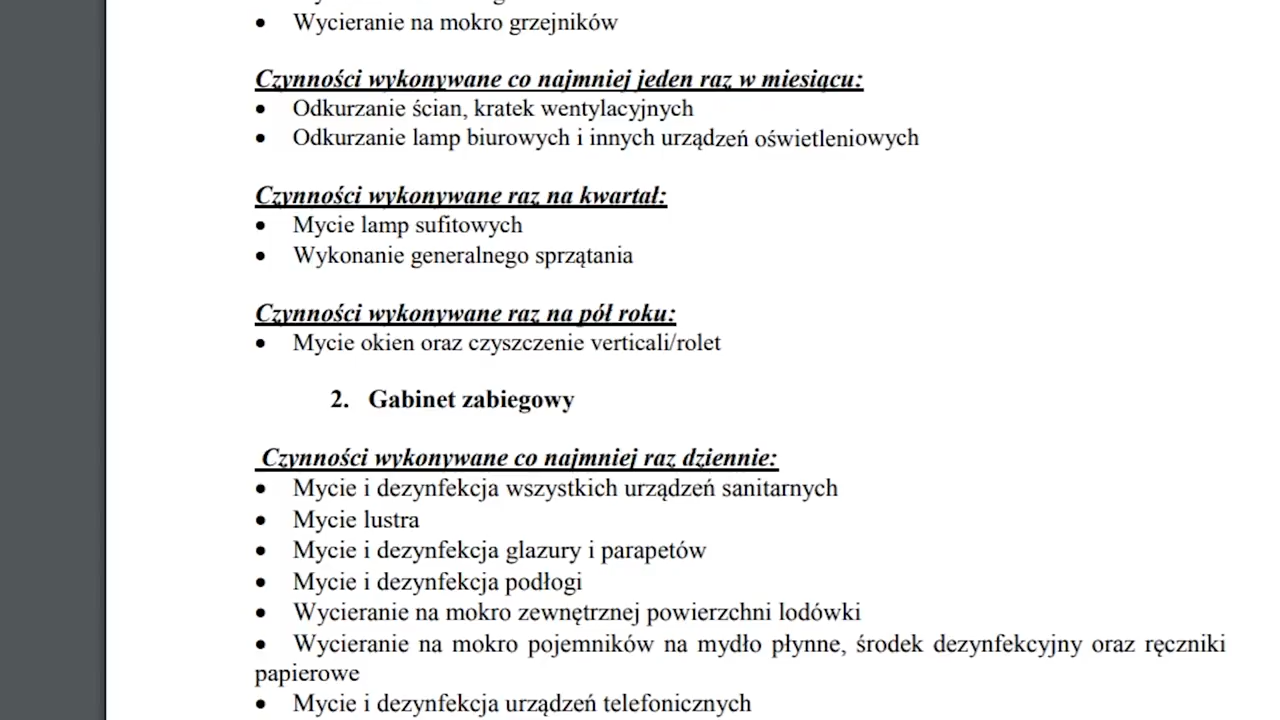 • Wycieranie na mokro grzejników
Czynności wykonywane co najmniej jeden raz w miesiącu:
• Odkurzanie ścian, kratek wentylacyjnych
• Odkurzanie lamp biurowych i innych urządzeń oświetleniowych
Czynności wykonywane raz na kwartał:
• Mycie lamp sufitowych
• Wykonanie generalnego sprzątania
Czynności wykonywane raz na pół roku:
• Mycie okien oraz czyszczenie verticali/rolet
2. Gabinet zabiegowy
Czynności wykonywane co najmniej raz dziennie:
• Mycie i dezynfekcja wszystkich urządzeń sanitarnych
• Mycie lustra
• Mycie i dezynfekcja glazury i parapetów
• Mycie i dezynfekcja podłogi
• Wycieranie na mokro zewnętrznej powierzchni lodówki
• Wycieranie na mokro pojemników na mydło płynne, środek dezynfekcyjny oraz ręczniki
papierowe
• Mycie i dezynfekcja urządzeń telefonicznych